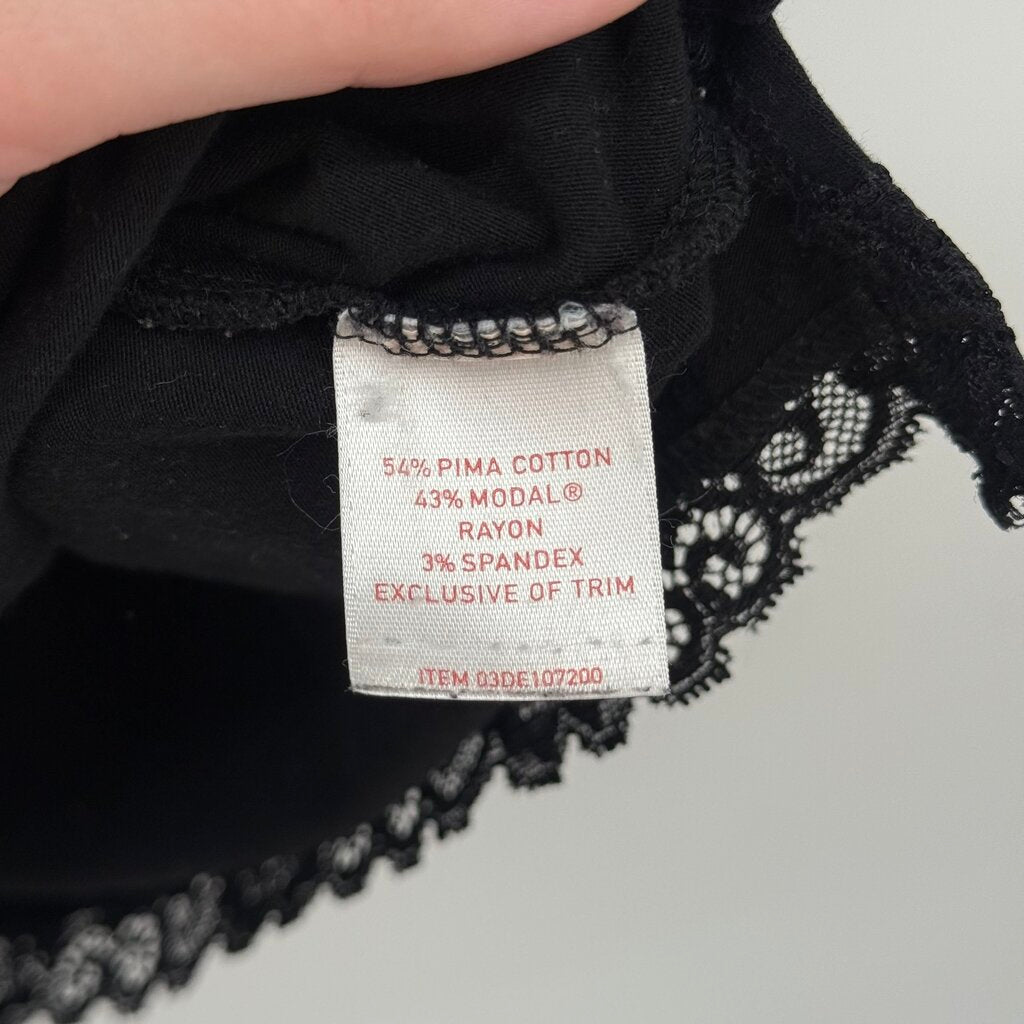 54% PIMA COTTON
43% MODAL®
RAYON
3% SPANDEX
EXCLUSIVE OF TRIM
ITEM 03DE107200